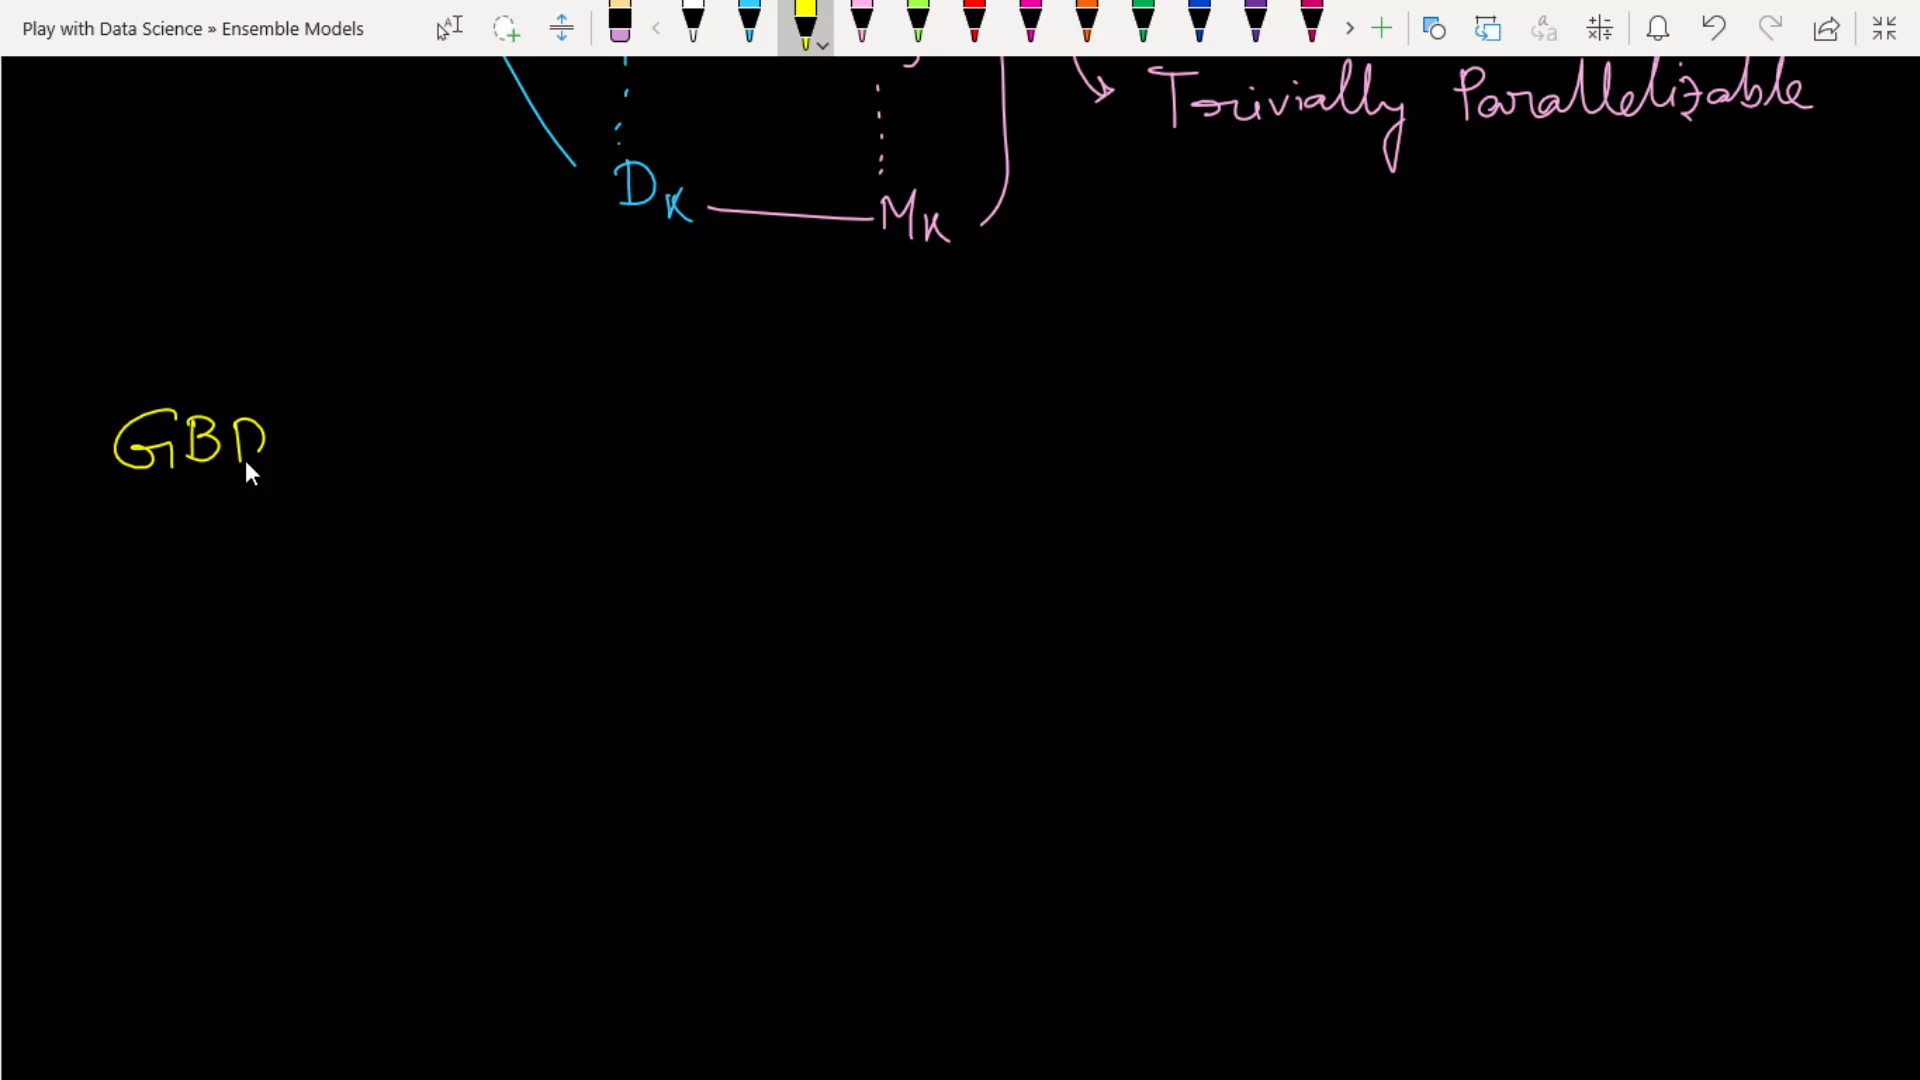 Play with Data Science » Ensemble Models
Trivially Parallelizable
DK
MK
GBD